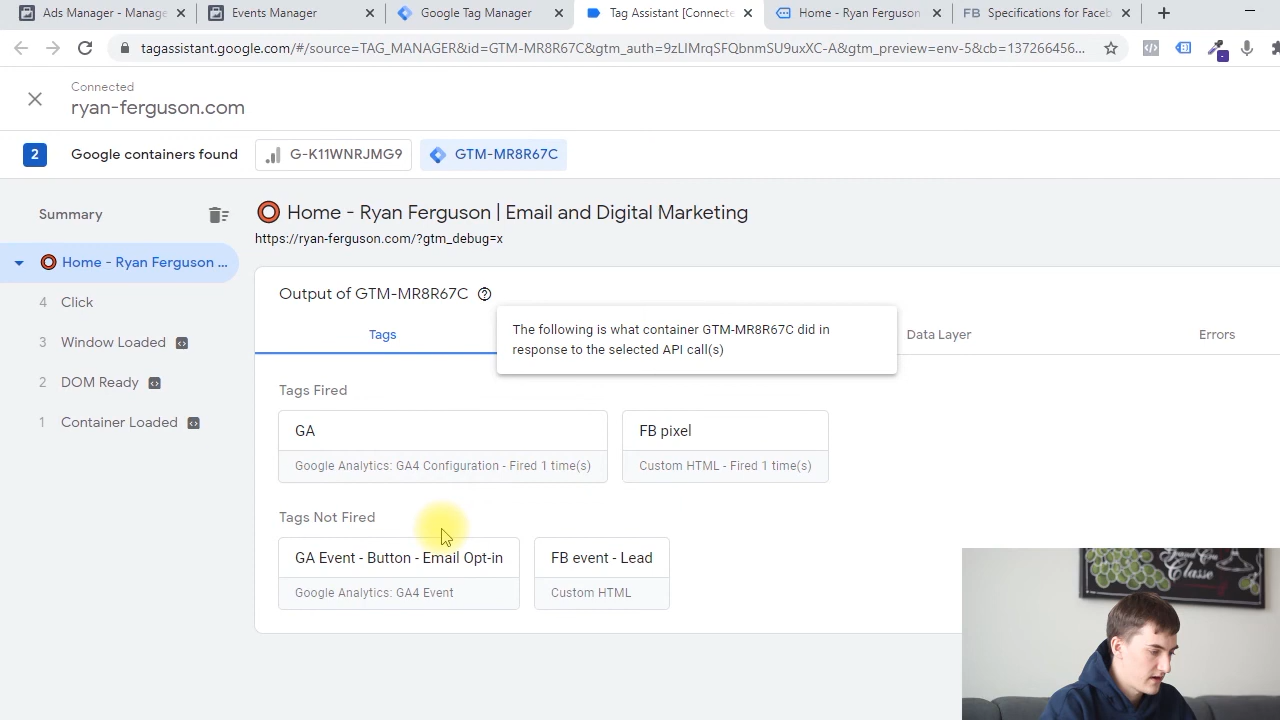 Ads Manager - Manage
Events Manager
Google Tag Manager
Tag Assistant [Connecte
Home - Ryan Ferguson
FB Specifications for Faceb
tagassistant.google.com/#/source=TAG_MANAGER&id=GTM-MR8R67C&gtm_auth=9zLIMrqSFQbhmSU9uxXC-A&gtm_preview=env-5&cb=137266456...
Connected
ryan-ferguson.com
2 Google containers found G-K11WNRJMG9 GTM-MR8R67C
Summary
Home - Ryan Ferguson ...
4 Click
3 Window Loaded
2 DOM Ready
1 Container Loaded
Home - Ryan Ferguson | Email and Digital Marketing
https://ryan-ferguson.com/?gtm_debug=x
Output of GTM-MR8R67C
The following is what container GTM-MR8R67C did in
response to the selected API call(s)
Tags Data Layer Errors
Tags Fired
GA
Google Analytics: GA4 Configuration - Fired 1 time(s)
FB pixel
Custom HTML - Fired 1 time(s)
Tags Not Fired
GA Event - Button - Email Opt-in
Google Analytics: GA4 Event
FB event - Lead
Custom HTML
Grand Cru
Classe